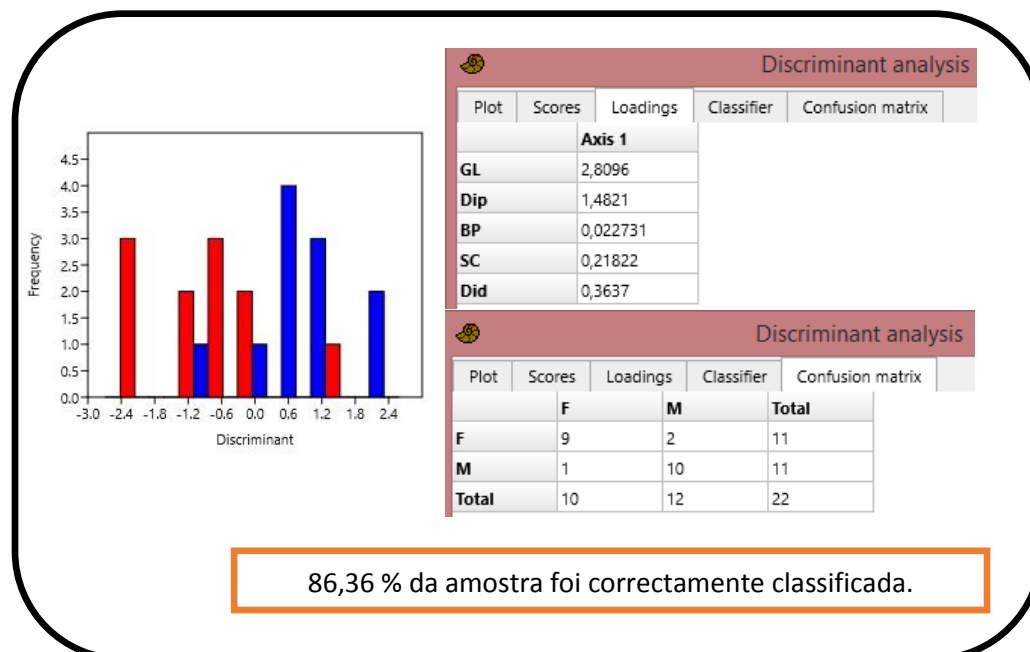 4.5
4.0
3.5
3.0
2.5
2.0
1.5
1.0
0.5
0.0
Frequency
-3.0 -2.4 -1.8 -1.2 -0.6 0.0 0.6 1.2 1.8 2.4
Discriminant
Discriminant analysis
Plot Scores Loadings Classifier Confusion matrix
Axis 1
GL 2,8096
Dip 1,4821
BP 0,022731
SC 0,21822
Did 0,3637
Discriminant analysis
Plot Scores Loadings Classifier Confusion matrix
F M Total
F 9 2 11
M 1 10 11
Total 10 12 22
86,36 % da amostra foi correctamente classificada.